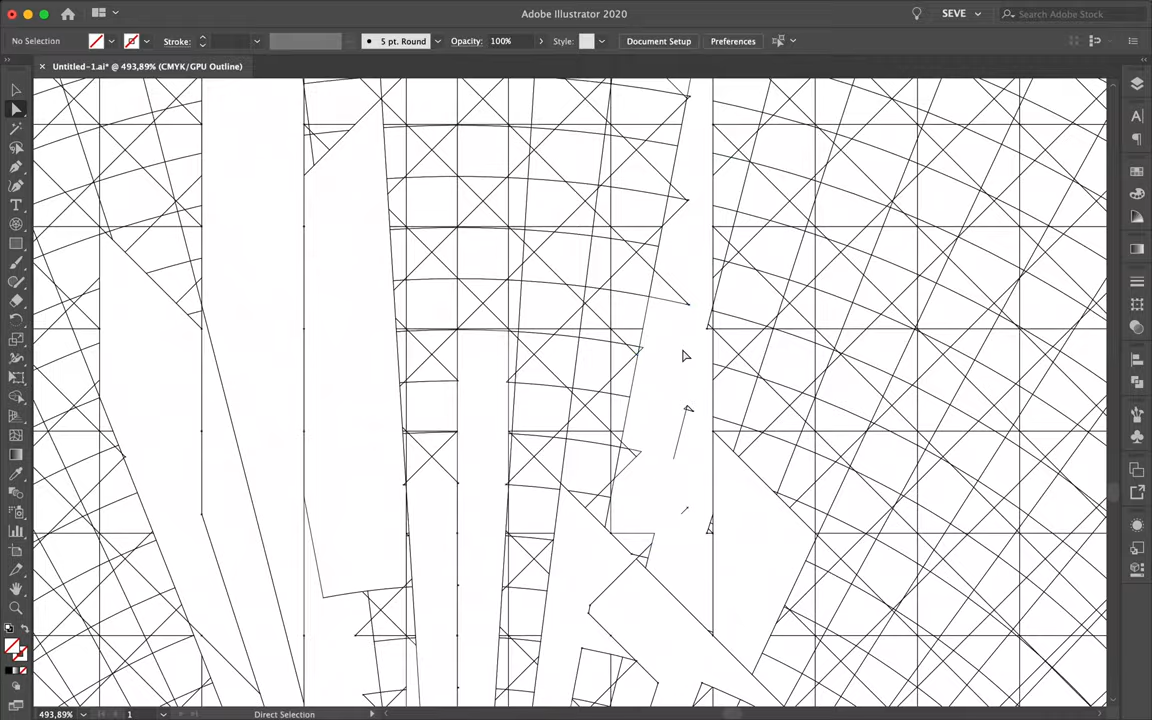 Adobe Illustrator 2020
SEVE
Search Adobe Stock
No Selection
Stroke:
5 pt. Round
Opacity:
100%
Style:
Document Setup
Preferences
× Untitled-1.ai* @ 493,89% (CMYK/GPU Outline)
493,89%
1
Direct Selection